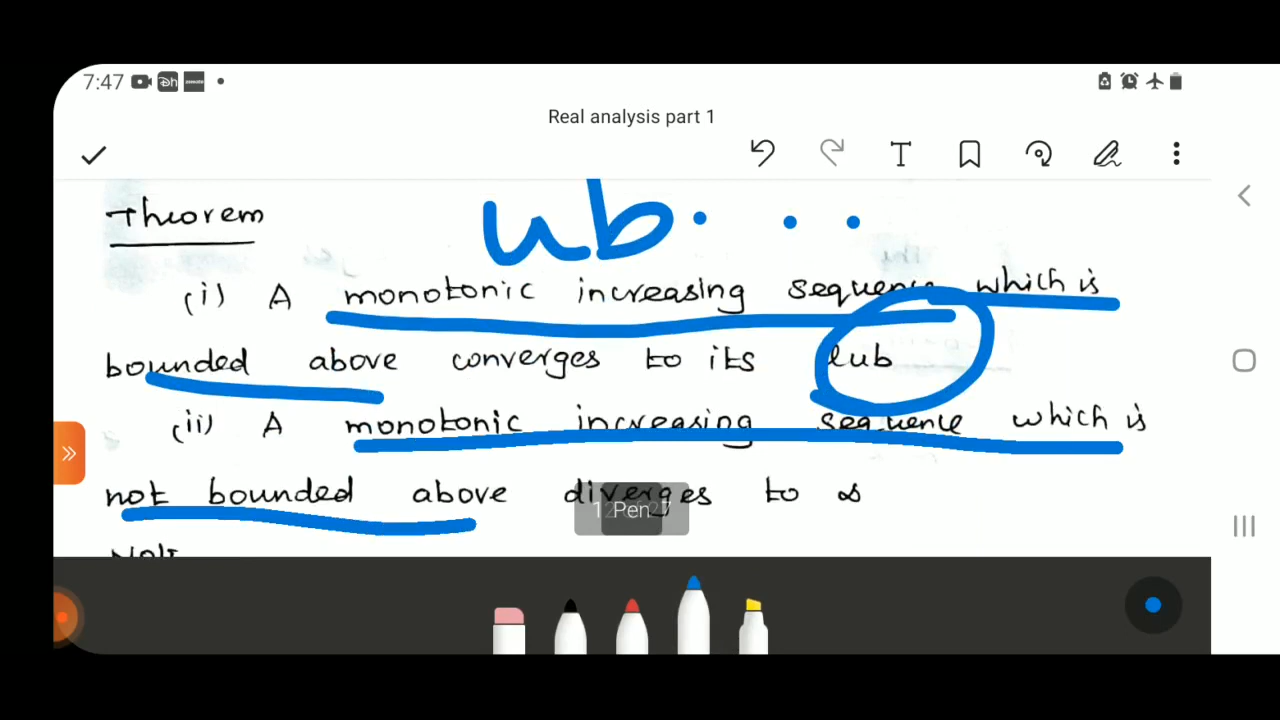 7:47
Real analysis part 1
Theorem
ub . . .
(i) A monotonic increasing sequence which is
bounded above converges to its lub
(ii) A monotonic increasing sequence which is
not bounded above diverges to ∞
Pen